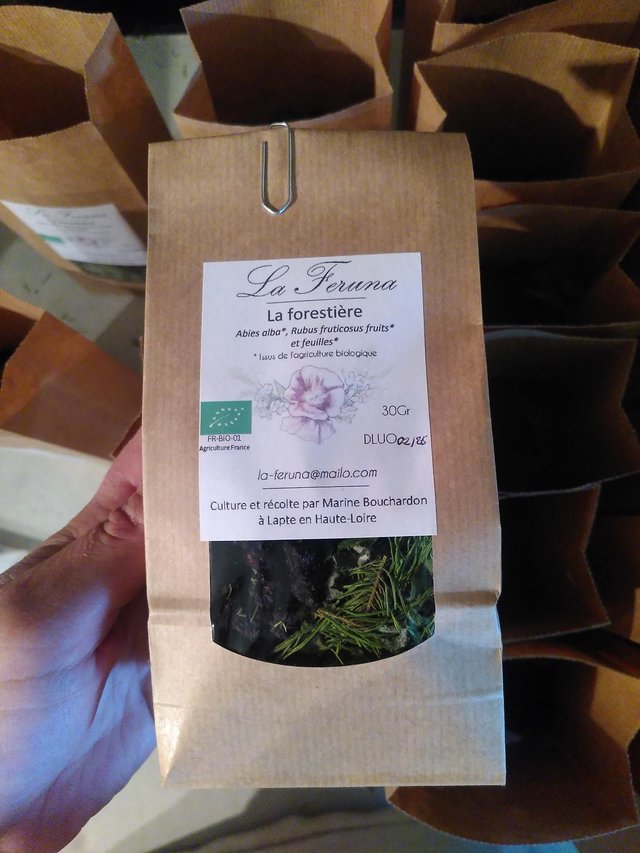 La Feruna
La forestière
Abies alba*, Rubus fruticosus fruits*
et feuilles*
* Issus de l'agriculture biologique
30Gr
FR-BIO-01
Agriculture France
DLUO 02/26
la-feruna@mailo.com
Culture et récolte par Marine Bouchardon
à Lapte en Haute-Loire
La Feruna